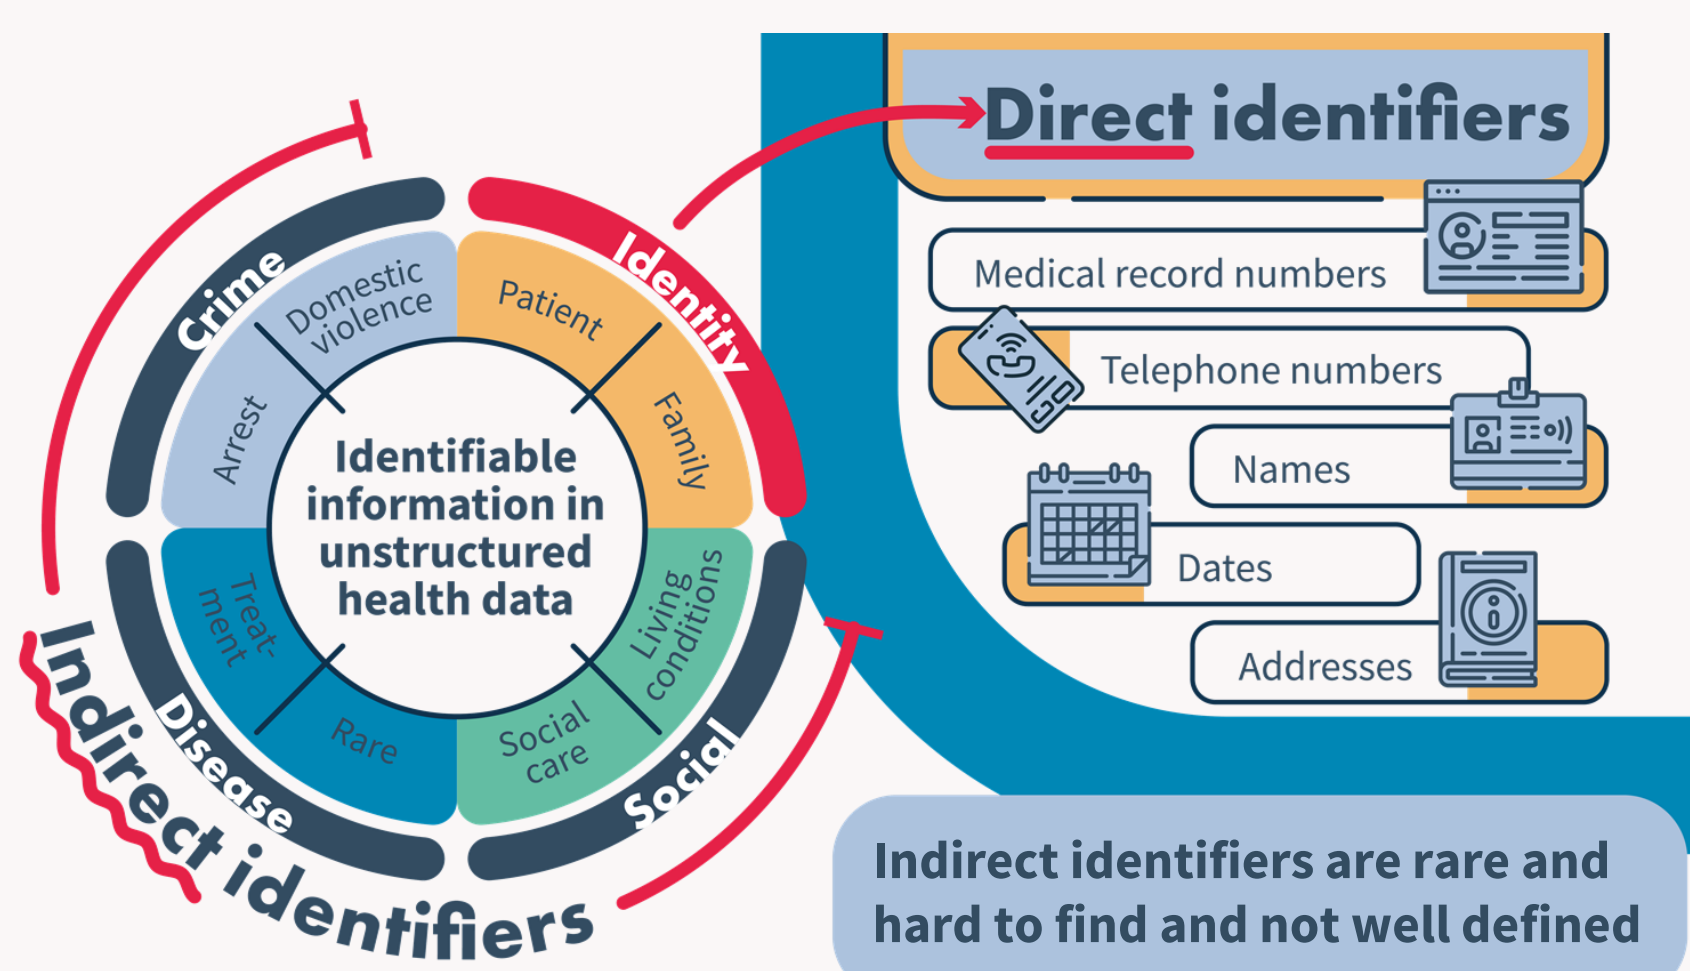 Direct identifiers
Medical record numbers
Telephone numbers
Names
Dates
Addresses
Identity
Patient
Family
Crime
Domestic
violence
Arrest
Identifiable
information in
unstructured
health data
Treat-
ment
Rare
Disease
Living
conditions
Social
care
Social
Indirect identifiers
Indirect identifiers are rare and
hard to find and not well defined